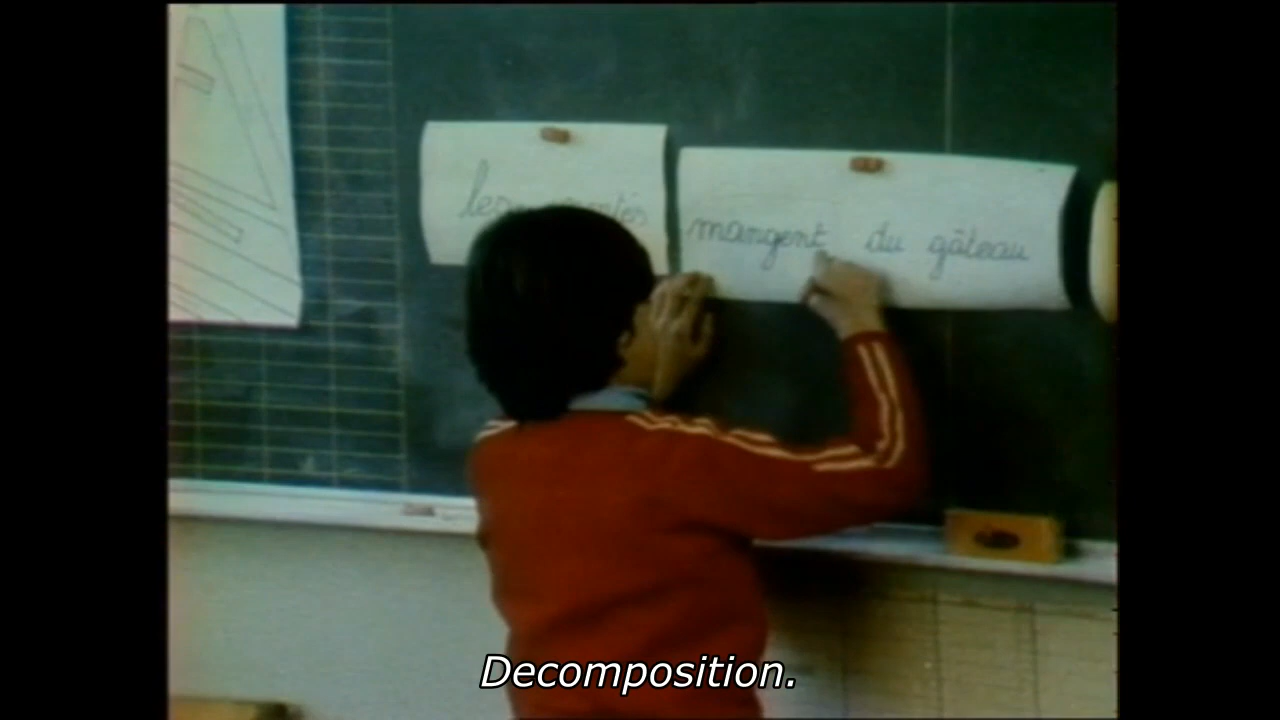 les
mangent du gâteau
Decomposition.